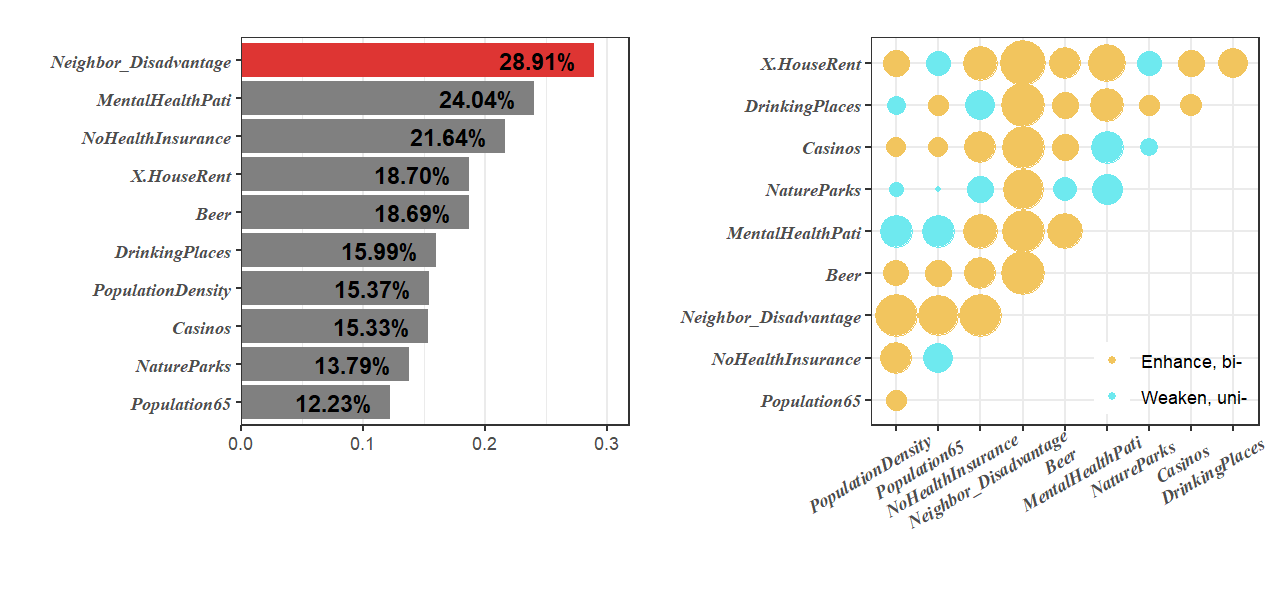 Neighbor_Disadvantage
28.91%
MentalHealthPati
24.04%
NoHealthInsurance
21.64%
X.HouseRent
18.70%
Beer
18.69%
DrinkingPlaces
15.99%
PopulationDensity
15.37%
Casinos
15.33%
NatureParks
13.79%
Population65
12.23%
0.0
0.1
0.2
0.3
X.HouseRent
DrinkingPlaces
Casinos
NatureParks
MentalHealthPati
Beer
Neighbor_Disadvantage
NoHealthInsurance
Population65
Enhance, bi-
Weaken, uni-
PopulationDensity
Population65
NoHealthInsurance
Neighbor_Disadvantage
Beer
MentalHealthPati
NatureParks
Casinos
DrinkingPlaces